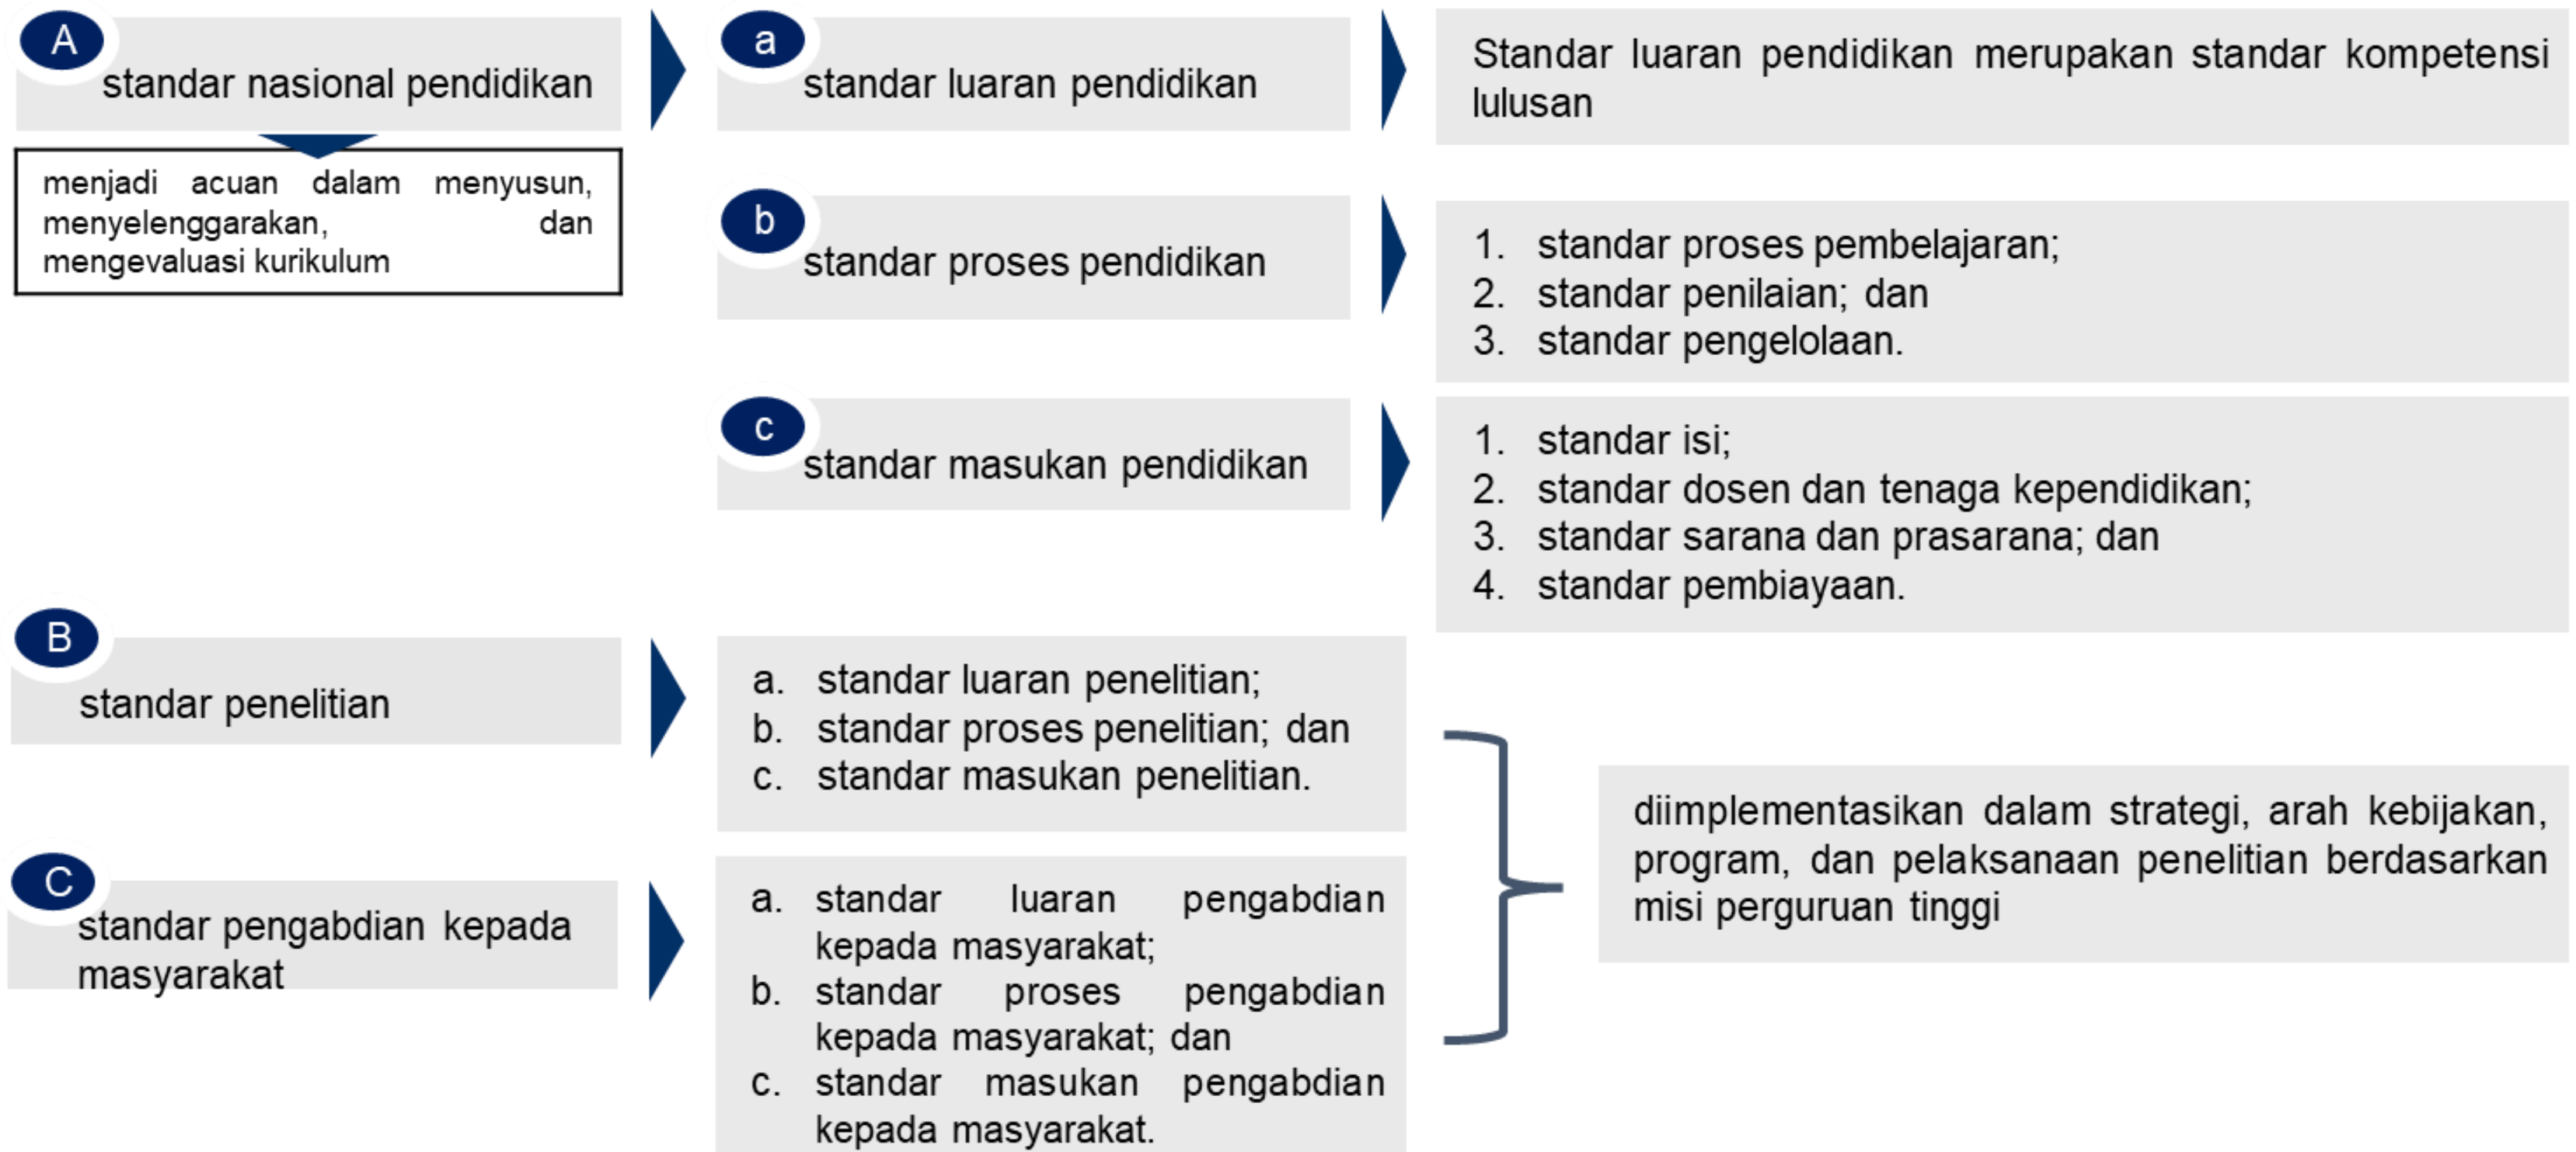 A
standar nasional pendidikan
menjadi acuan dalam menyusun,
menyelenggarakan, dan
mengevaluasi kurikulum
a
standar luaran pendidikan
Standar luaran pendidikan merupakan standar kompetensi
lulusan
b
standar proses pendidikan
1. standar proses pembelajaran;
2. standar penilaian; dan
3. standar pengelolaan.
c
standar masukan pendidikan
1. standar isi;
2. standar dosen dan tenaga kependidikan;
3. standar sarana dan prasarana; dan
4. standar pembiayaan.
B
standar penelitian
a. standar luaran penelitian;
b. standar proses penelitian; dan
c. standar masukan penelitian.
C
standar pengabdian kepada
masyarakat
a. standar luaran pengabdian
kepada masyarakat;
b. standar proses pengabdian
kepada masyarakat; dan
c. standar masukan pengabdian
kepada masyarakat.
diimplementasikan dalam strategi, arah kebijakan,
program, dan pelaksanaan penelitian berdasarkan
misi perguruan tinggi